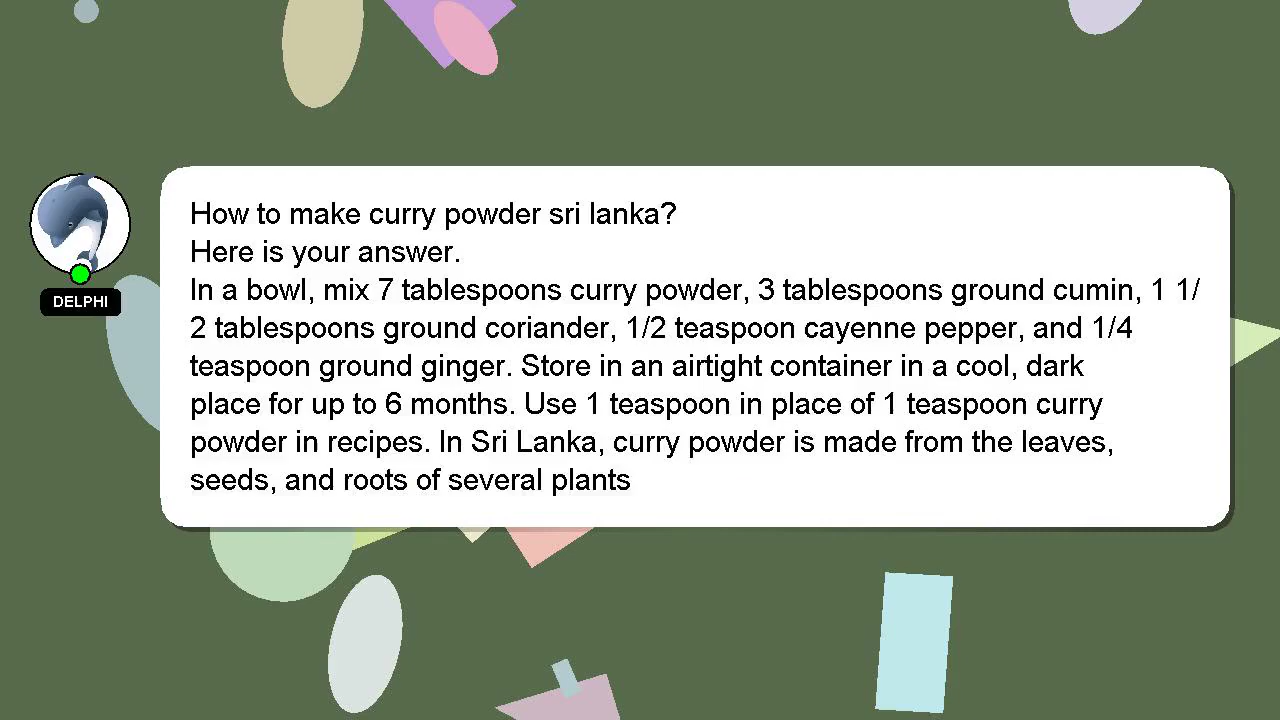 How to make curry powder sri lanka?
Here is your answer.
In a bowl, mix 7 tablespoons curry powder, 3 tablespoons ground cumin, 1 1/
2 tablespoons ground coriander, 1/2 teaspoon cayenne pepper, and 1/4
teaspoon ground ginger. Store in an airtight container in a cool, dark
place for up to 6 months. Use 1 teaspoon in place of 1 teaspoon curry
powder in recipes. In Sri Lanka, curry powder is made from the leaves,
seeds, and roots of several plants
DELPHI